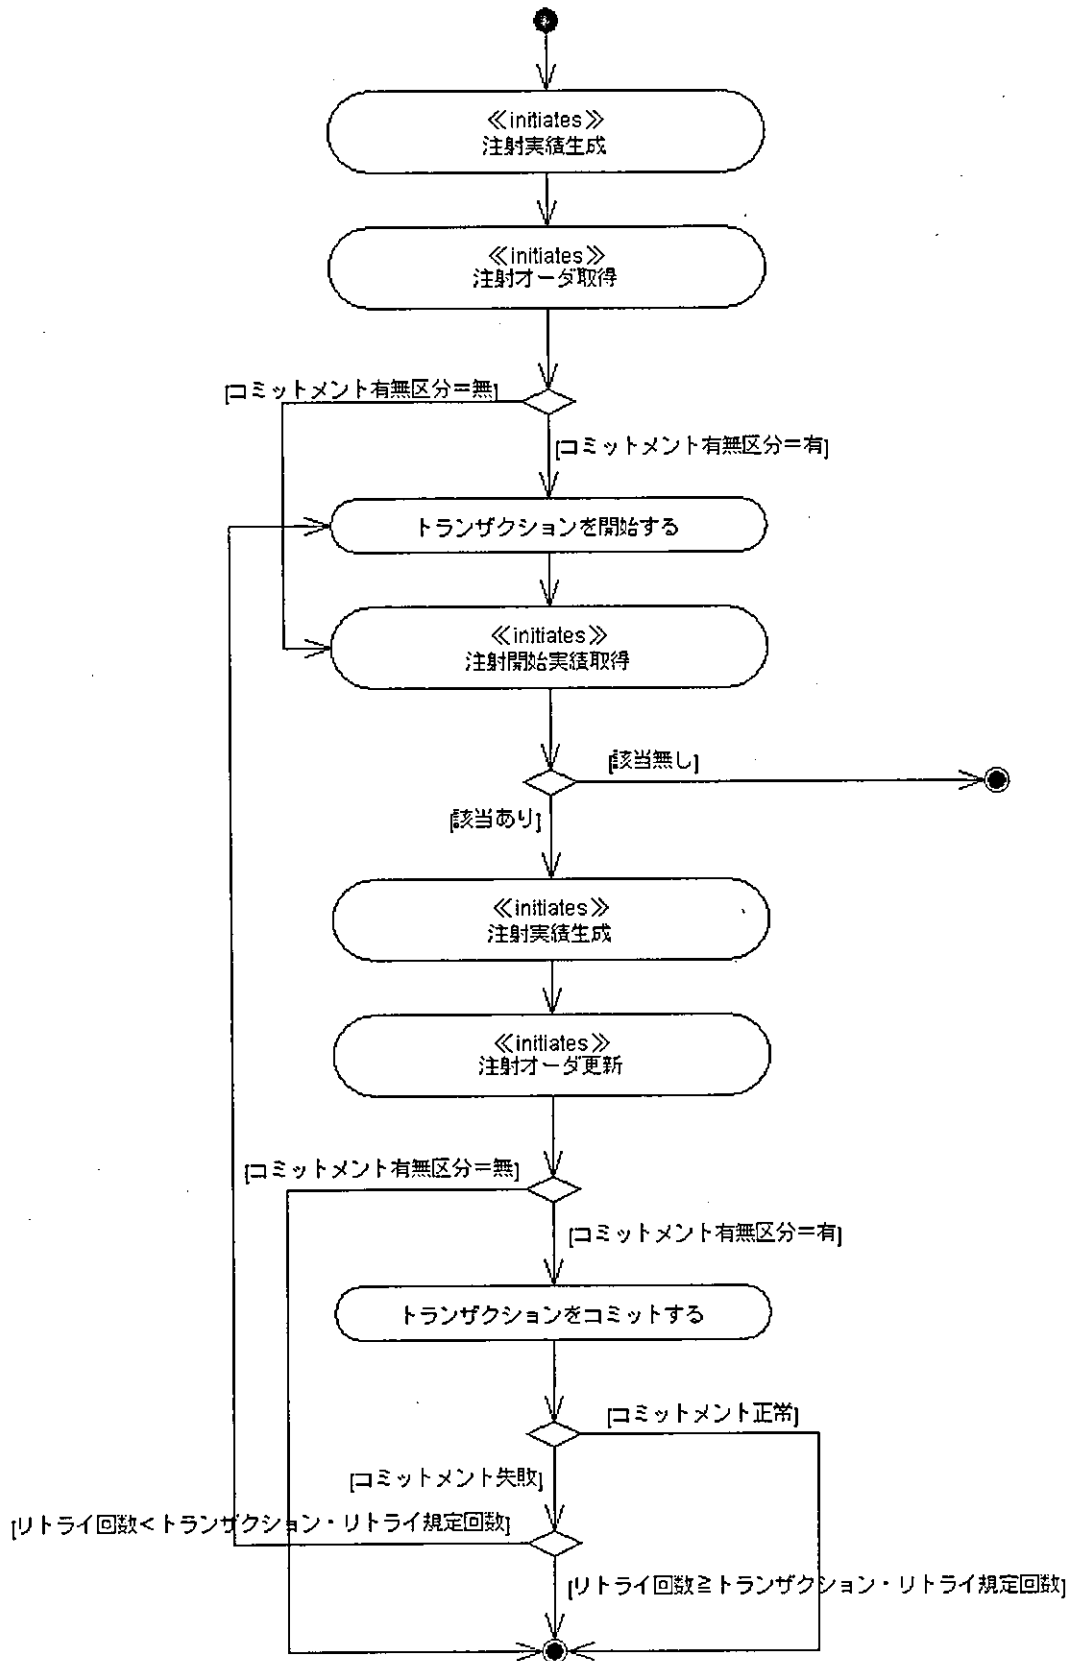 ≪initiates≫
注射実績生成
≪initiates≫
注射オーダ取得
[コミットメント有無区分＝無]
[コミットメント有無区分＝有]
トランザクションを開始する
≪initiates≫
注射開始実績取得
[該当無し]
[該当あり]
≪initiates≫
注射実績生成
≪initiates≫
注射オーダ更新
[コミットメント有無区分＝無]
[コミットメント有無区分＝有]
トランザクションをコミットする
[コミットメント正常]
[コミットメント失敗]
[リトライ回数＜トランザクション・リトライ規定回数]
[リトライ回数≧トランザクション・リトライ規定回数]